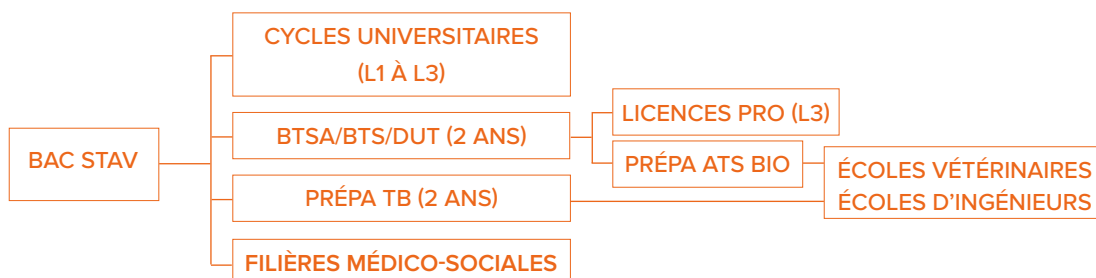 CYCLES UNIVERSITAIRES
(L1 À L3)
LICENCES PRO (L3)
BTSA/BTS/DUT (2 ANS)
BAC STAV
PRÉPA ATS BIO
ÉCOLES VÉTÉRINAIRES
ÉCOLES D'INGÉNIEURS
PRÉPA TB (2 ANS)
FILIÈRES MÉDICO-SOCIALES